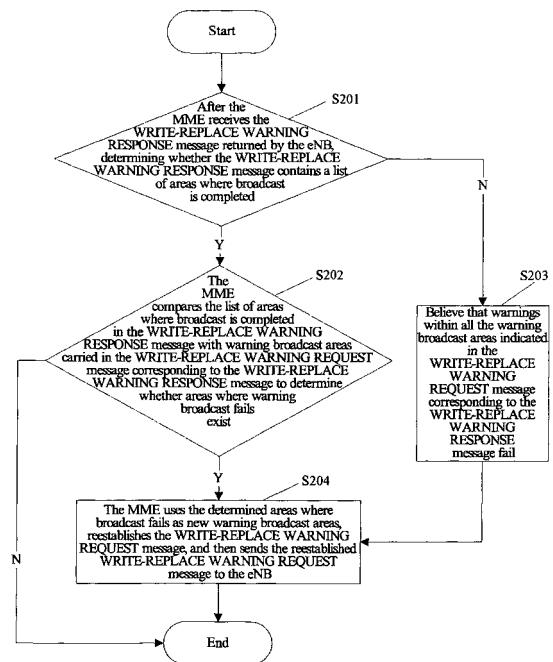 Start
S201
After the
MME receives the
WRITE-REPLACE WARNING
RESPONSE message returned by the eNB,
determining whether the WRITE-REPLACE
WARNING RESPONSE message contains a list
of areas where broadcast
is completed
N
Y
S202
The
MME
compares the list of areas
where broadcast is completed
in the WRITE-REPLACE WARNING
RESPONSE message with warning broadcast areas
carried in the WRITE-REPLACE WARNING REQUEST
message corresponding to the WRITE-REPLACE
WARNING RESPONSE message to determine
whether areas where warning
broadcast fails
exist
S203
Believe that warnings
within all the warning
broadcast areas indicated
in the
WRITE-REPLACE
WARNING
REQUEST message
corresponding to the
WRITE-REPLACE
WARNING
RESPONSE
message fail
Y
S204
The MME uses the determined areas where
broadcast fails as new warning broadcast areas,
reestablishes the WRITE-REPLACE WARNING
REQUEST message, and then sends the reestablished
WRITE-REPLACE WARNING REQUEST
message to the eNB
N
End